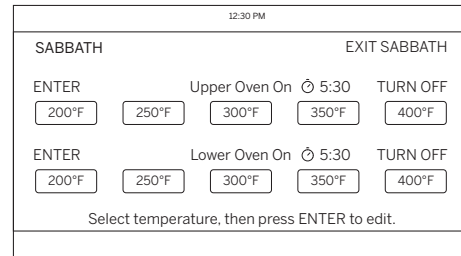 12:30 PM
SABBATH EXIT SABBATH
ENTER Upper Oven On 5:30 TURN OFF
200°F 250°F 300°F 350°F 400°F
ENTER Lower Oven On 5:30 TURN OFF
200°F 250°F 300°F 350°F 400°F
Select temperature, then press ENTER to edit.